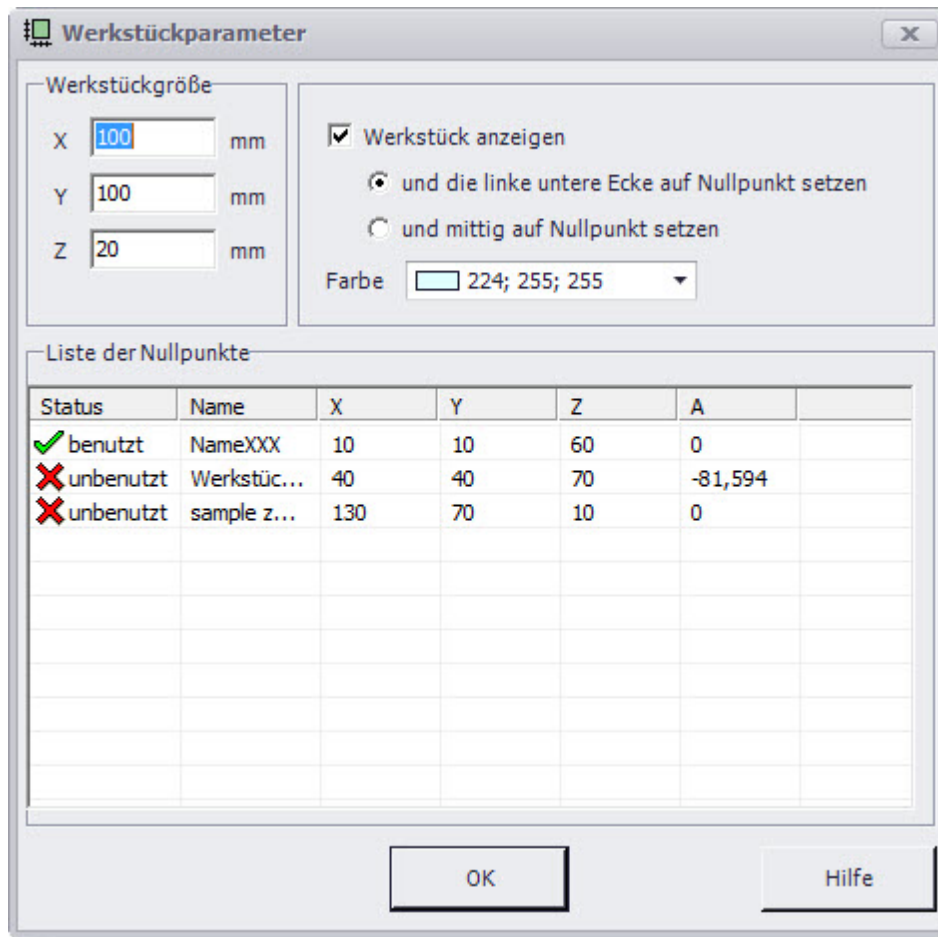 Werkstückparameter
Werkstückgröße
X 100 mm
Y 100 mm
Z 20 mm
Werkstück anzeigen
und die linke untere Ecke auf Nullpunkt setzen
und mittig auf Nullpunkt setzen
Farbe 224; 255; 255
Liste der Nullpunkte
Status Name X Y Z A
benutzt NameXXX 10 10 60 0
unbenutzt Werkstüc... 40 40 70 -81,594
unbenutzt sample z... 130 70 10 0
OK Hilfe